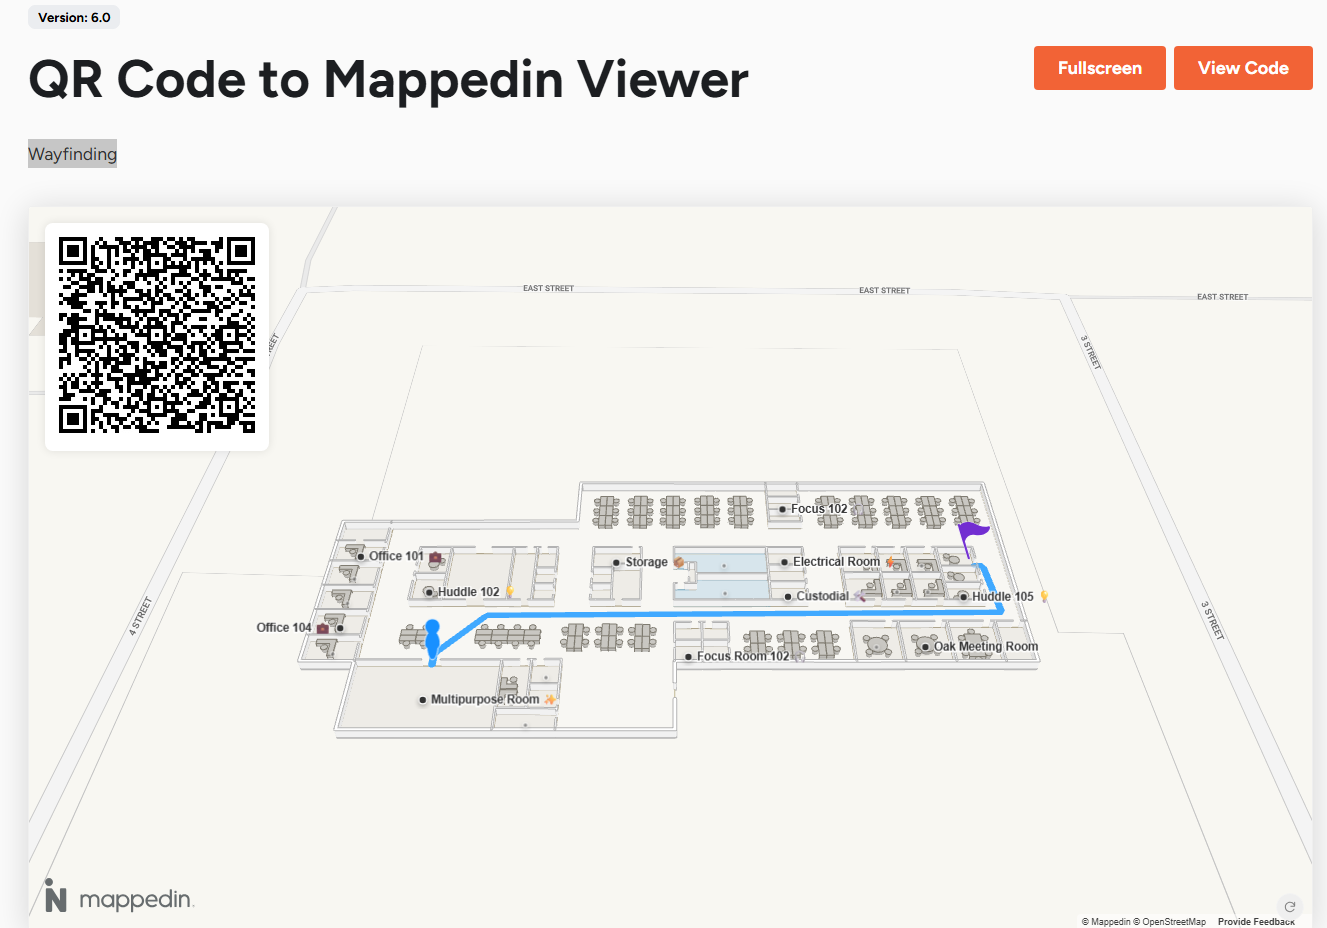 Version: 6.0
QR Code to Mappedin Viewer
Fullscreen
View Code
Wayfinding
EAST STREET
EAST STREET
EAST STREET
3 STREET
REET
Focus 102
Office 101
Storage
Electrical Room
Huddle 102
Custodial
Huddle 105
4 STREET
3 STREET
Office 104
Oak Meeting Room
Focus Room 102
Multipurpose Room
mappedin.
© Mappedin © OpenStreetMap Provide Feedback